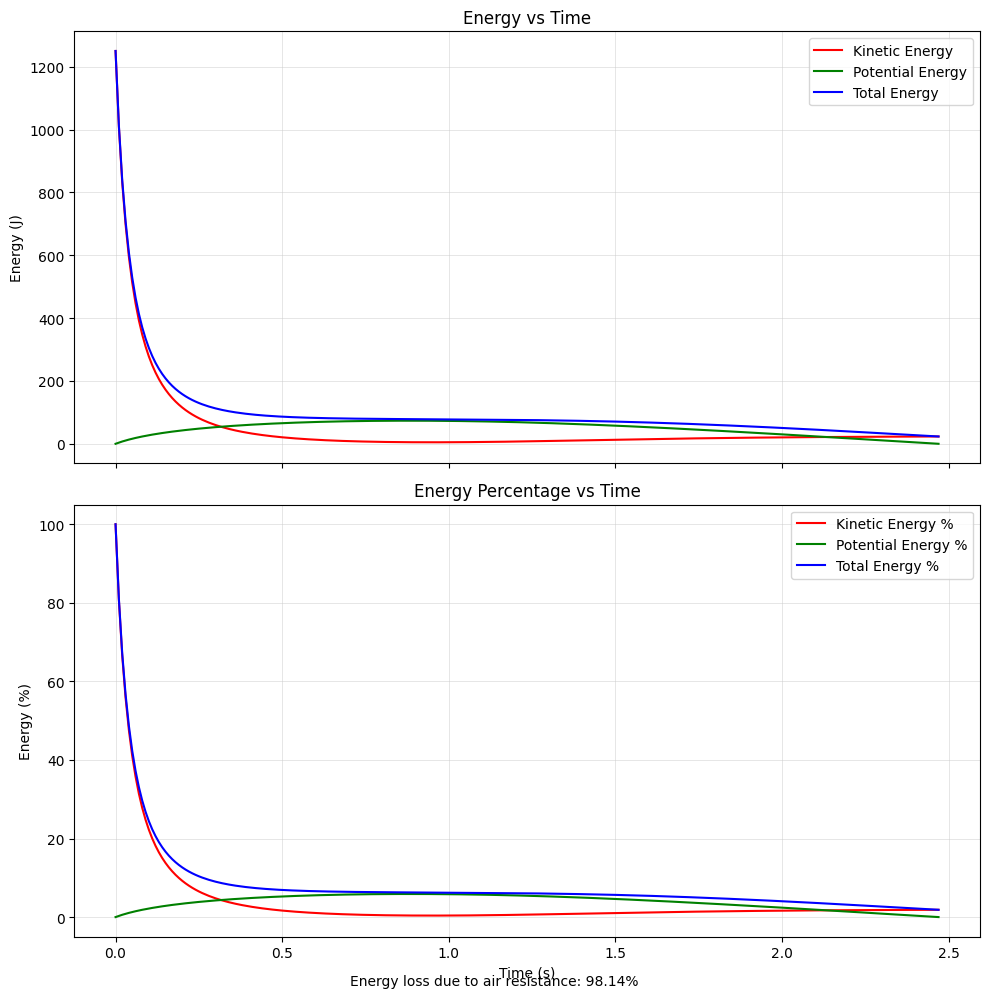 Energy vs Time
Kinetic Energy
Potential Energy
Total Energy
Energy (J)
1200
1000
800
600
400
200
0
Energy Percentage vs Time
Kinetic Energy %
Potential Energy %
Total Energy %
Energy (%)
100
80
60
40
20
0
0.0 0.5 1.0 1.5 2.0 2.5
Time (s)
Energy loss due to air resistance: 98.14%